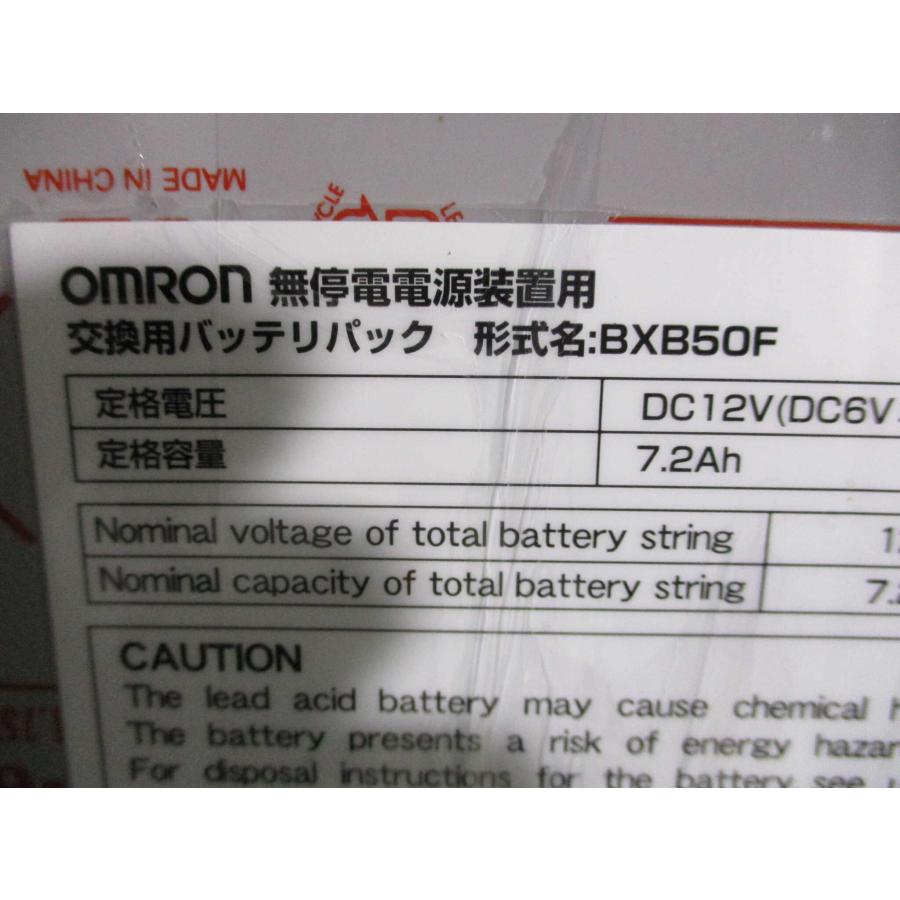 MADE IN CHINA
OMRON 無停電電源装置用
交換用バッテリパック 形式名:BXB50F
定格電圧 DC12V(DC6V
定格容量 7.2Ah
Nominal voltage of total battery string
Nominal capacity of total battery string
CAUTION
The lead acid battery may cause chemical
The battery presents a risk of energy
For disposal instructions for the battery see